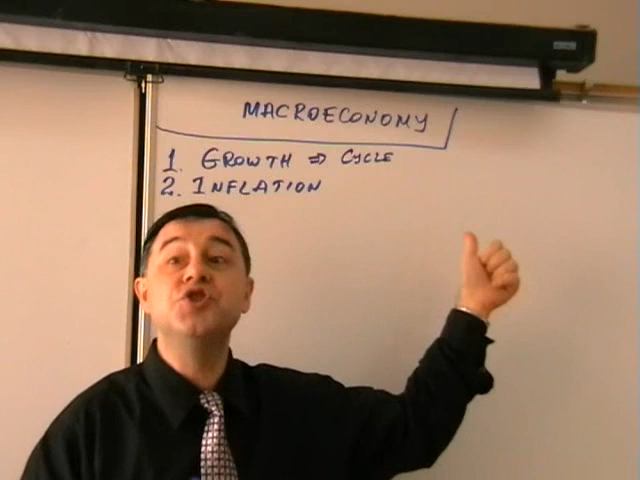 MACROECONOMY
1. GROWTH ⇒ CYCLE
2. INFLATION